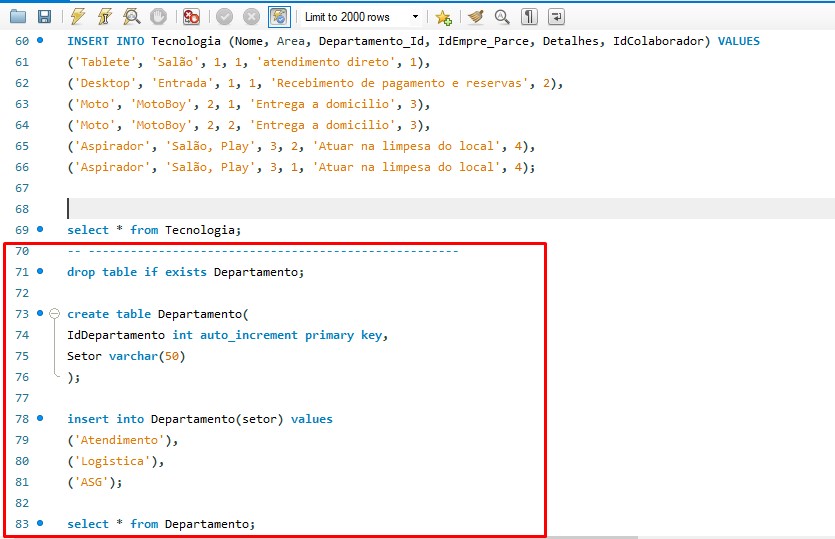 Limit to 2000 rows
60 INSERT INTO Tecnologia (Nome, Area, Departamento_Id, IdEmpre_Parce, Detalhes, IdColaborador) VALUES
61 ('Tablete', 'Salão', 1, 1, 'atendimento direto', 1),
62 ('Desktop', 'Entrada', 1, 1, 'Recebimento de pagamento e reservas', 2),
63 ('Moto', 'MotoBoy', 2, 1, 'Entrega a domicilio', 3),
64 ('Moto', 'MotoBoy', 2, 2, 'Entrega a domicilio', 3),
65 ('Aspirador', 'Salão, Play', 3, 2, 'Atuar na limpesa do local', 4),
66 ('Aspirador', 'Salão, Play', 3, 1, 'Atuar na limpesa do local', 4);
67
68
69 select * from Tecnologia;
70 -- --------------------------------------------------
71 drop table if exists Departamento;
72
73 create table Departamento(
74 IdDepartamento int auto_increment primary key,
75 Setor varchar(50)
76 );
77
78 insert into Departamento(setor) values
79 ('Atendimento'),
80 ('Logistica'),
81 ('ASG');
82
83 select * from Departamento;